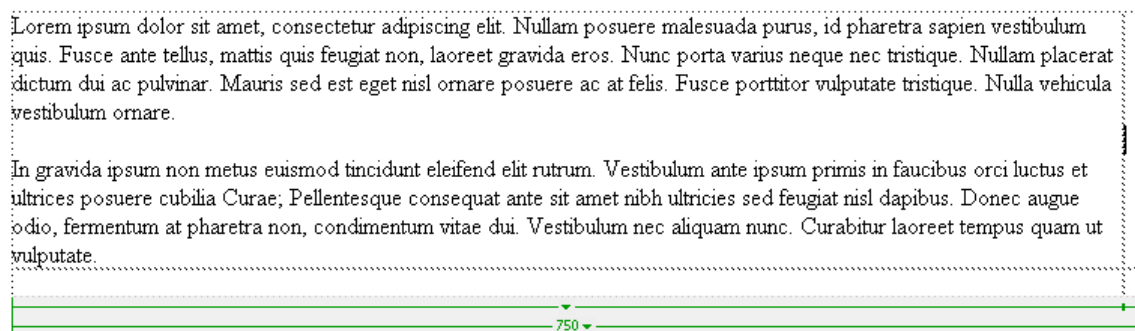 Lorem ipsum dolor sit amet, consectetur adipiscing elit. Nullam posuere malesuada purus, id pharetra sapien vestibulum
quis. Fusce ante tellus, mattis quis feugiat non, laoreet gravida eros. Nunc porta varius neque nec tristique. Nullam placerat
dictum dui ac pulvinar. Mauris sed est eget nisl ornare posuere ac at felis. Fusce porttitor vulputate tristique. Nulla vehicula
vestibulum ornare.
In gravida ipsum non metus euismod tincidunt eleifend elit rutrum. Vestibulum ante ipsum primis in faucibus orci luctus et
ultrices posuere cubilia Curae; Pellentesque consequat ante sit amet nibh ultricies sed feugiat nisl dapibus. Donec augue
odio, fermentum at pharetra non, condimentum vitae dui. Vestibulum nec aliquam nunc. Curabitur laoreet tempus quam ut
vulputate.
750